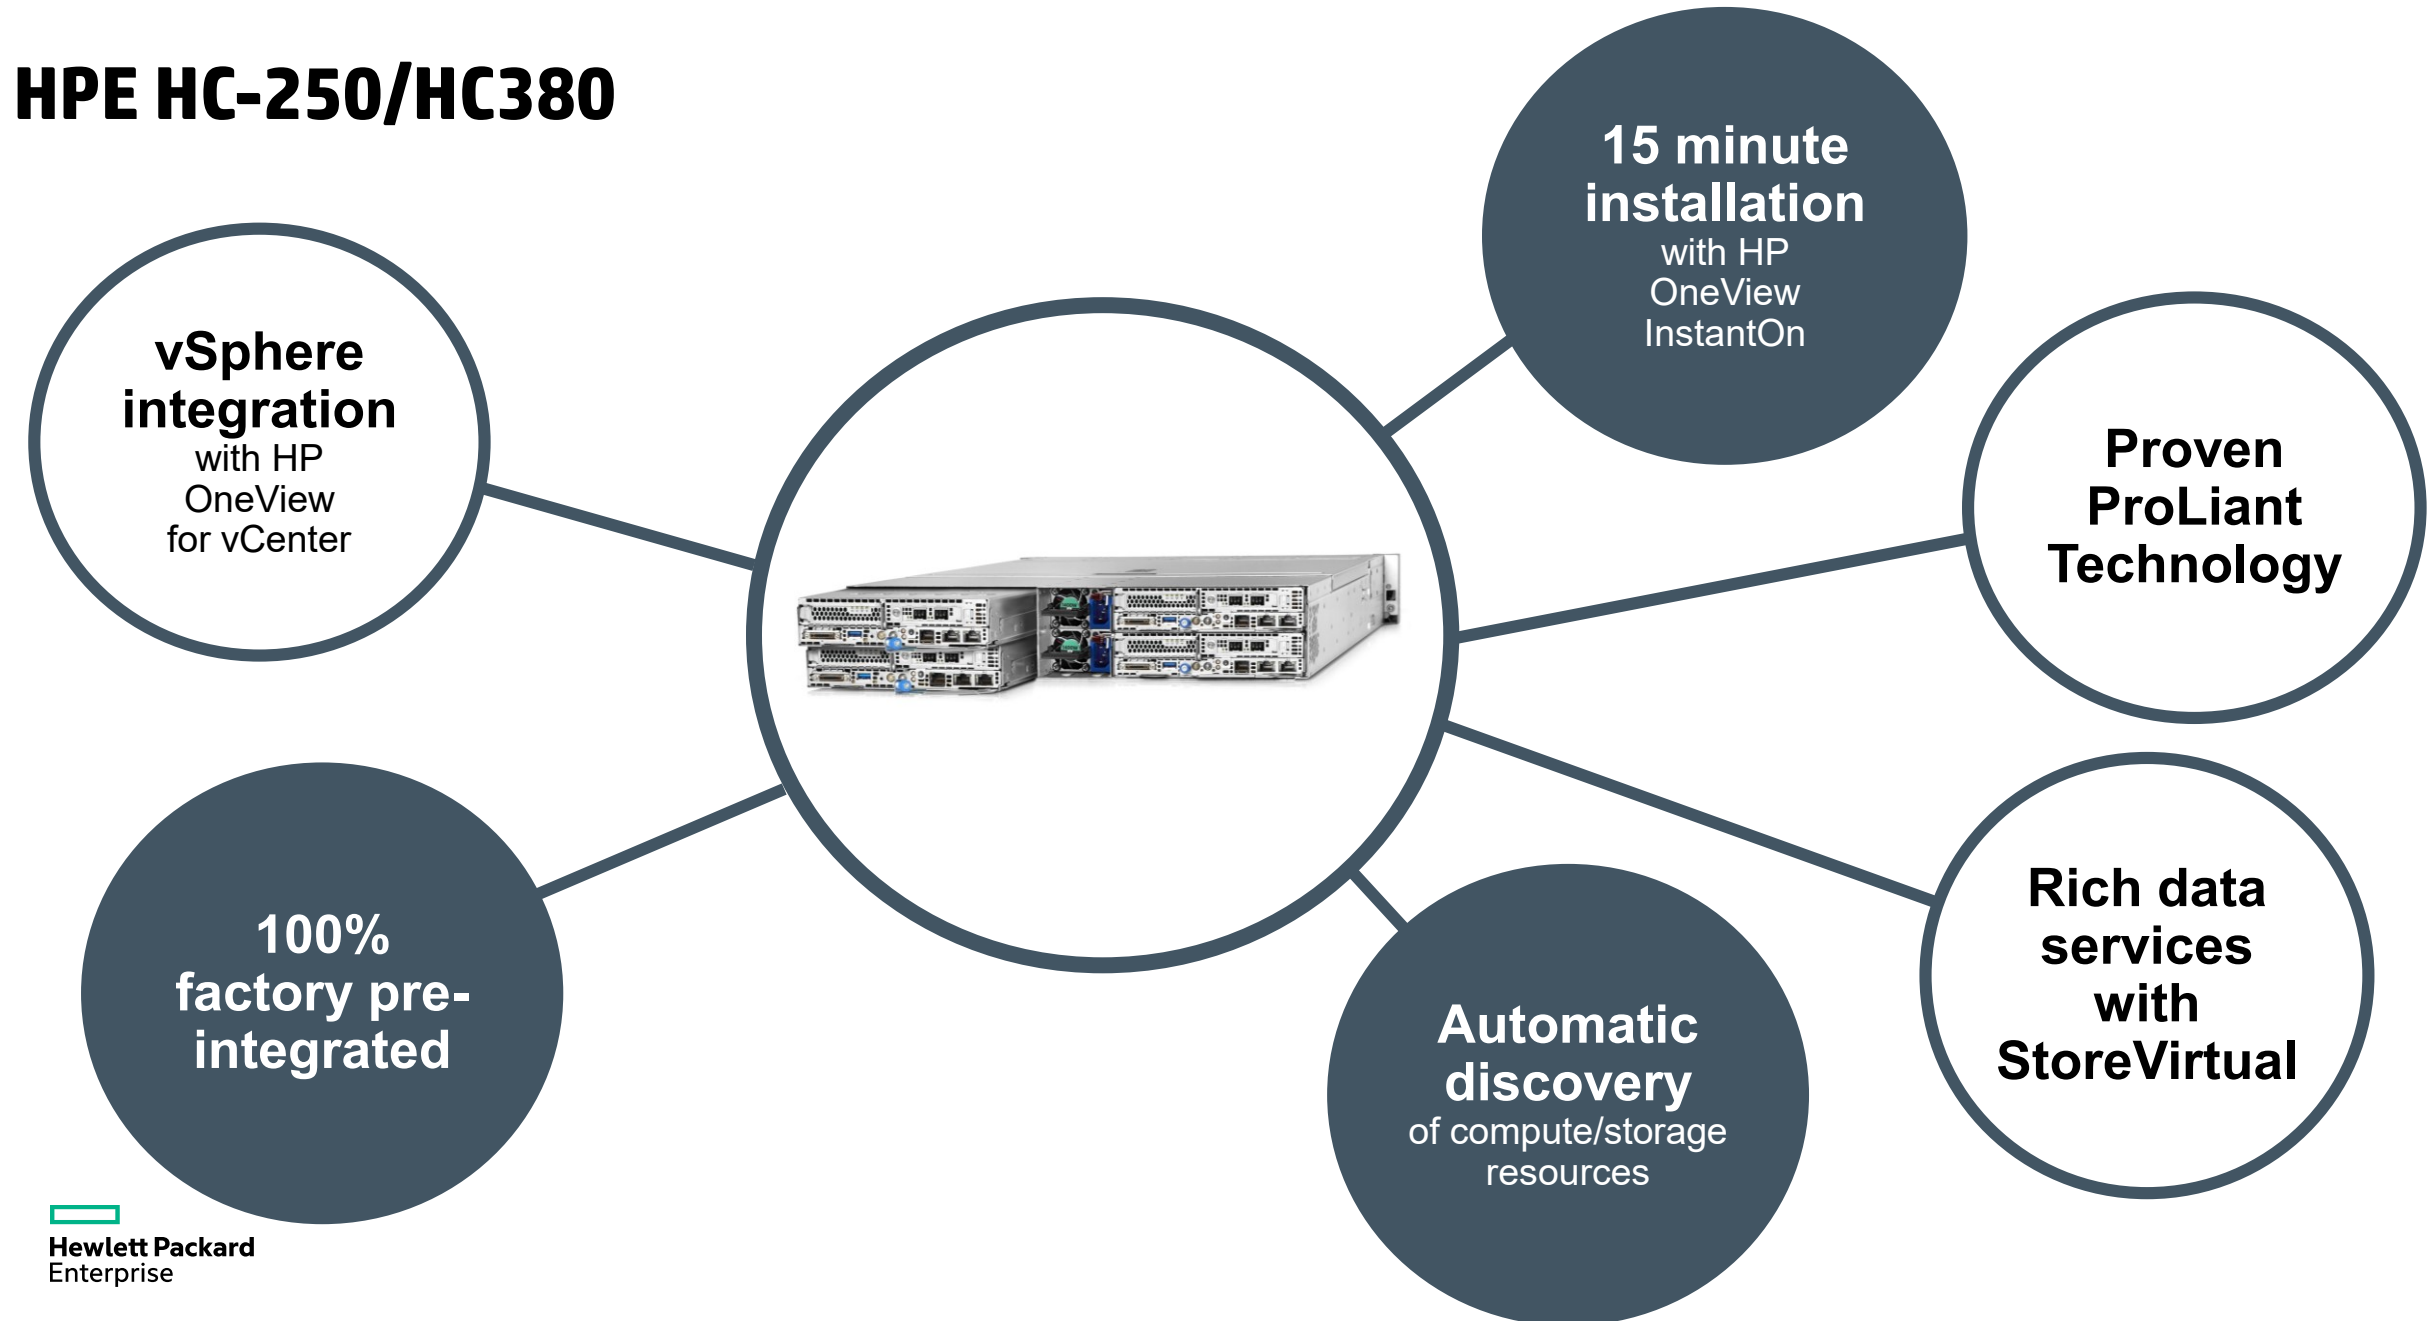 HPE HC-250/HC380
15 minute
installation
with HP
OneView
InstantOn
vSphere
integration
with HP
OneView
for vCenter
Proven
ProLiant
Technology
100%
factory pre-
integrated
Automatic
discovery
of compute/storage
resources
Rich data
services
with
StoreVirtual
Hewlett Packard
Enterprise